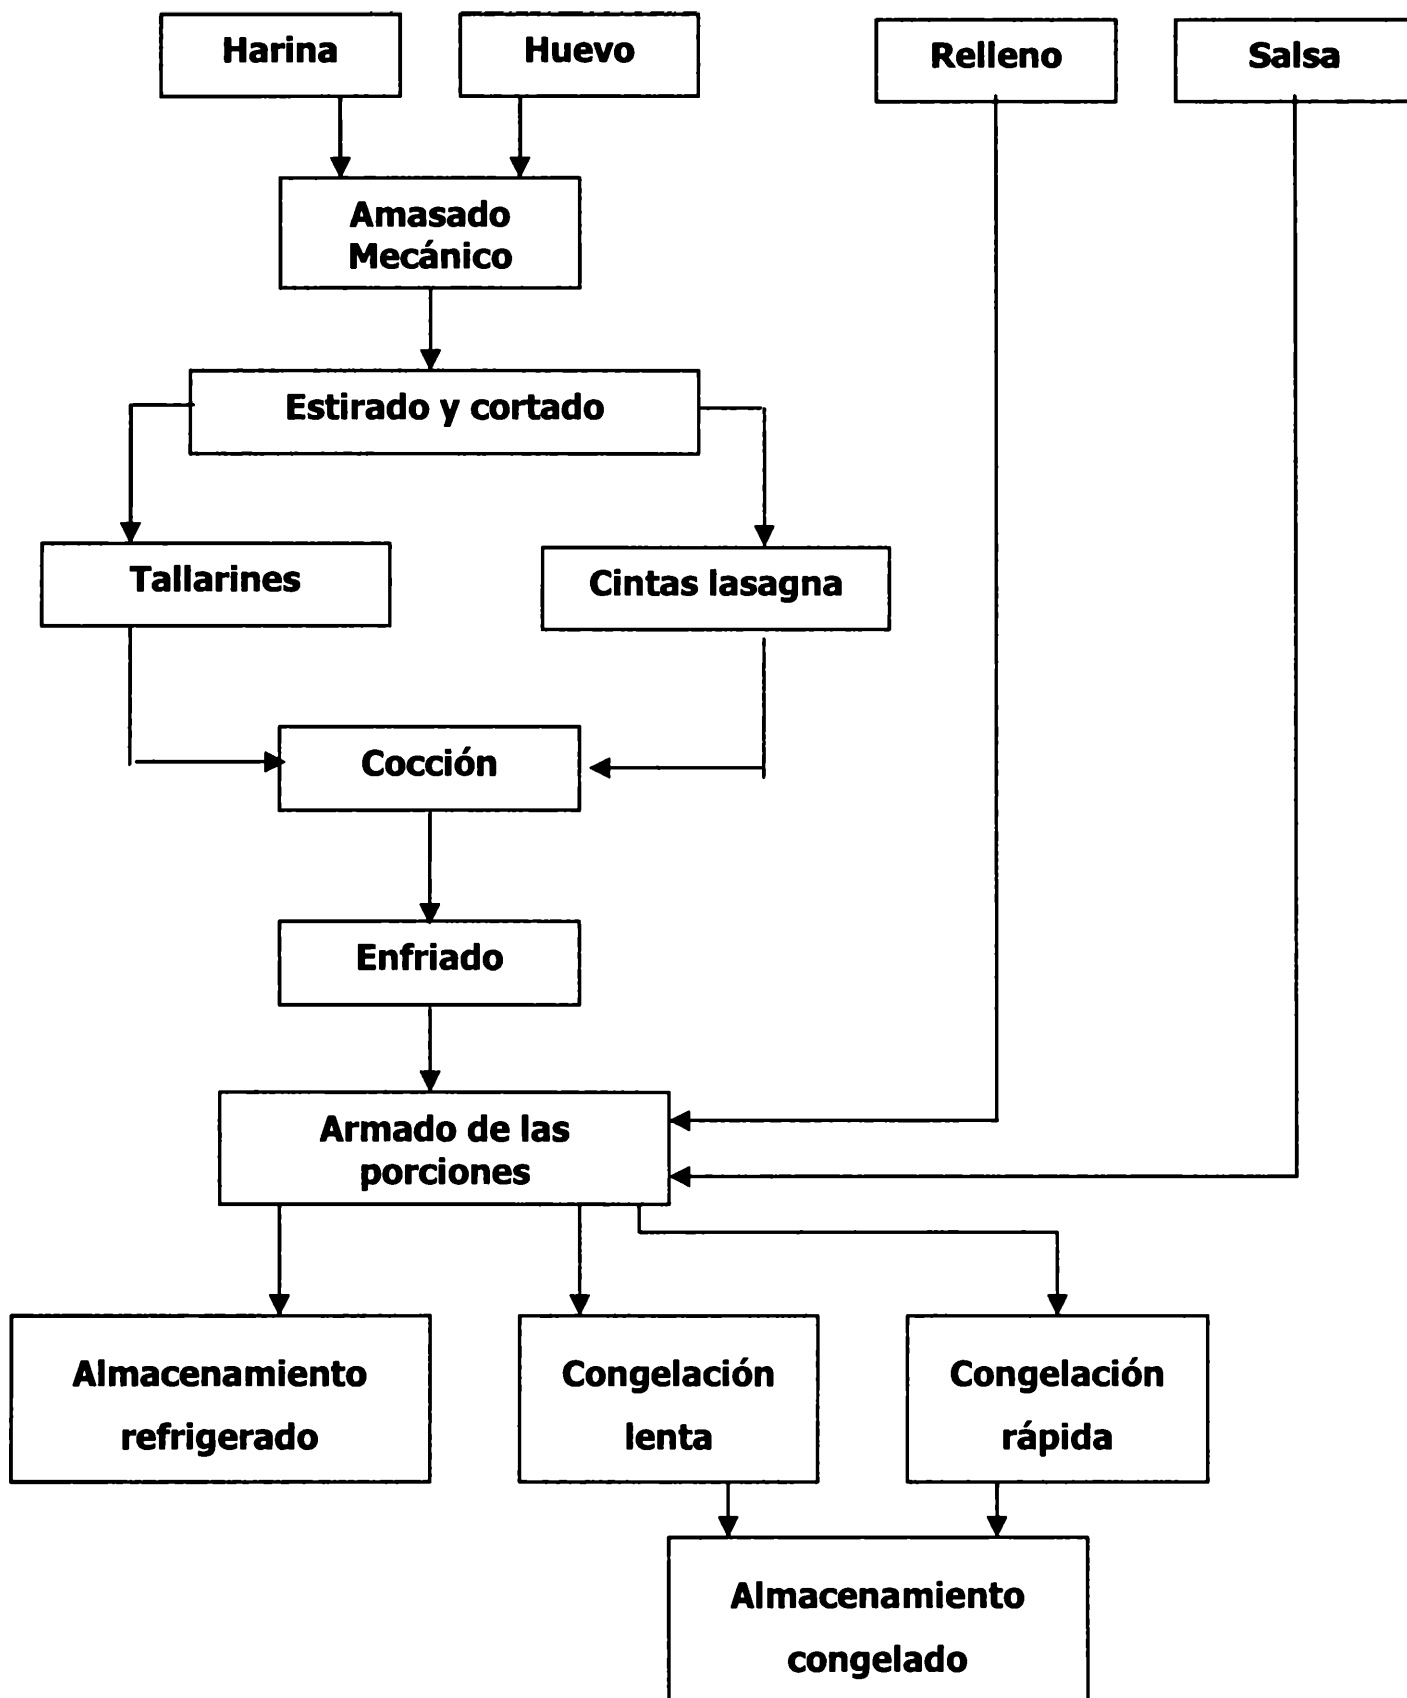 Harina
Huevo
Relleno
Salsa
Amasado
Mecánico
Estirado y cortado
Tallarines
Cintas lasagna
Cocción
Enfriado
Armado de las
porciones
Almacenamiento
refrigerado
Congelación
lenta
Congelación
rápida
Almacenamiento
congelado